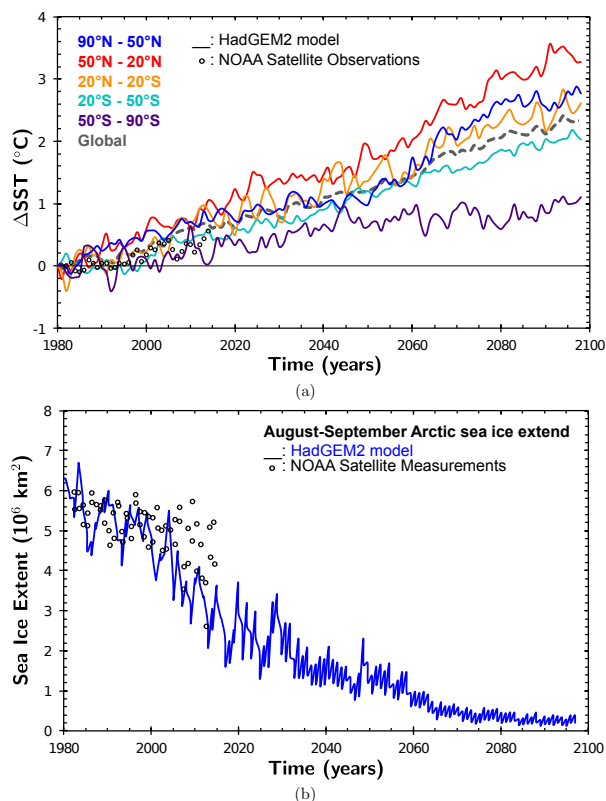 (a)
90°N - 50°N
50°N - 20°N
20°N - 20°S
20°S - 50°S
50°S - 90°S
Global
__: HadGEM2 model
o: NOAA Satellite Observations
ΔSST (°C)
4
3
2
1
0
-1
1980 2000 2020 2040 2060 2080 2100
Time (years)
(a)
August-September Arctic sea ice extend
__: HadGEM2 model
o: NOAA Satellite Measurements
Sea Ice Extent (10⁶ km²)
8
7
6
5
4
3
2
1
0
1980 2000 2020 2040 2060 2080 2100
Time (years)
(b)